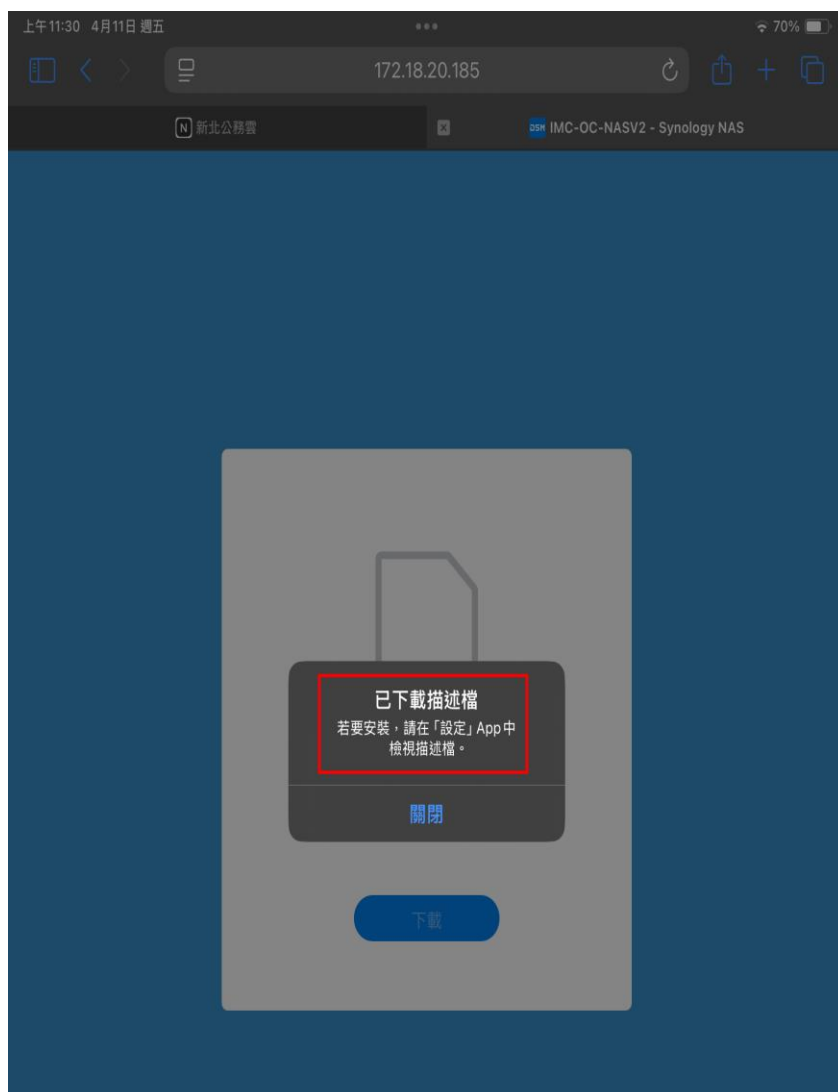 上午11:30 4月11日 週五
70%
172.18.20.185
N 新北公務雲
DSM IMC-OC-NASV2 - Synology NAS
已下載描述檔
若要安裝，請在「設定」App 中
檢視描述檔。
關閉
下載